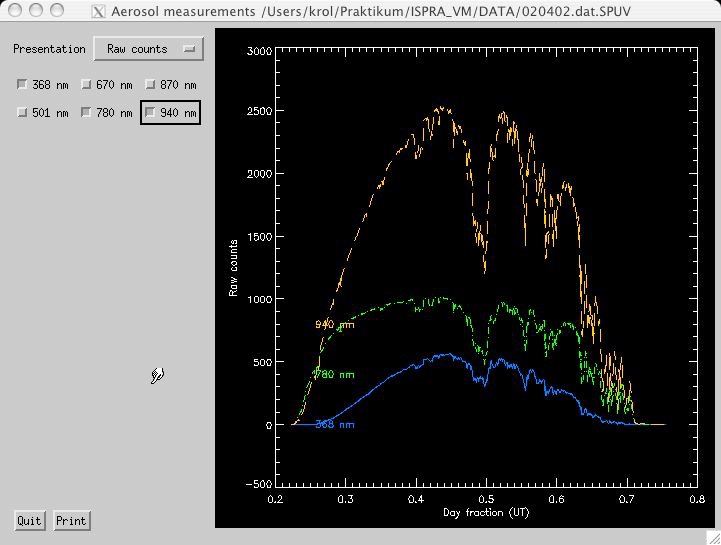 Aerosol measurements /Users/krol/Praktikum/ISPRA_VM/DATA/020402.dat.SPUV
Presentation Raw counts
368 nm 670 nm 870 nm
501 nm 780 nm 940 nm
3000
2500
2000
1500
1000
500
0
-500
Raw counts
940 nm
780 nm
368 nm
0.2 0.3 0.4 0.5 0.6 0.7 0.8
Day fraction (UT)
Quit Print